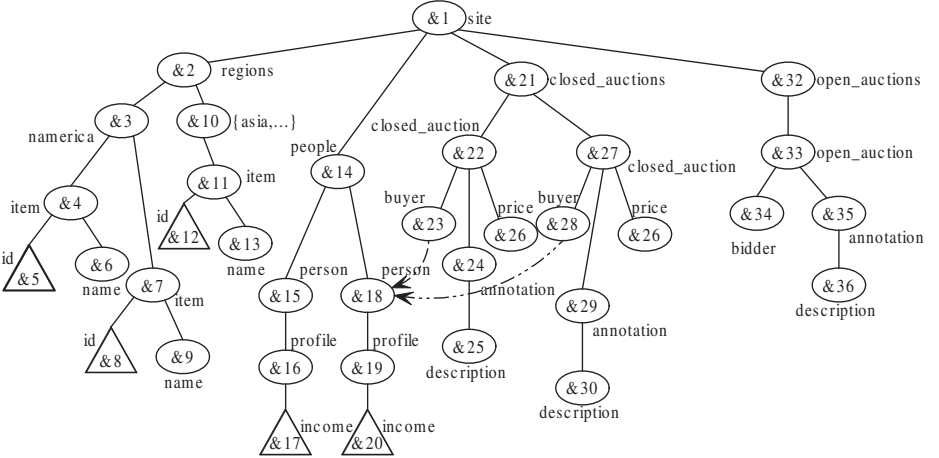 &1 site
&2 regions
&21 closed_auctions
&32 open_auctions
&3
namerica
&10 {asia,...}
closed_auction
people
&22
&27
closed_auction
&33 open_auction
&14
item
&4
&11 item
buyer
&23
price
&26
buyer
&28
price
&26
&34
bidder
&35
annotation
id
&5
&6
name
id
&12
&13
name
&7
item
person
&15
person
&18
&24
annotation
&29
annotation
&36
description
id
&8
&9
name
profile
&16
profile
&19
&25
description
&30
description
&17 income
&20 income